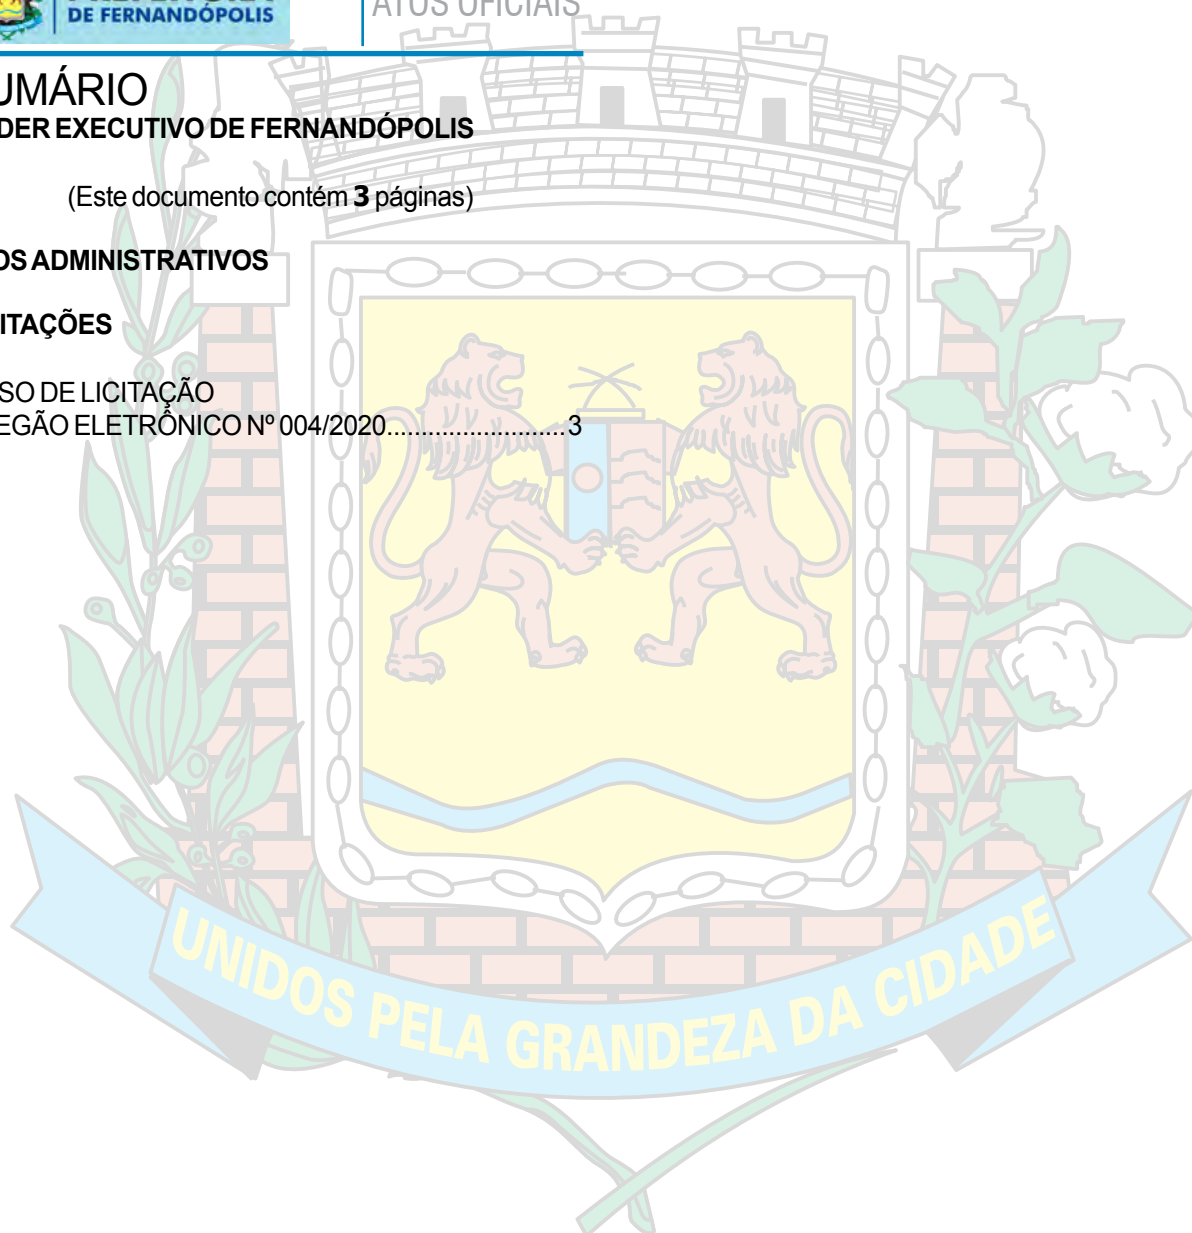 DE FERNANDÓPOLIS
ATOS OFICIAIS
UMÁRIO
DER EXECUTIVO DE FERNANDÓPOLIS
(Este documento contém 3 páginas)
OS ADMINISTRATIVOS
ITAÇÕES
SO DE LICITAÇÃO
EGÃO ELETRÔNICO Nº 004/2020..........................3
UNIDOS PELA GRANDEZA DA CIDADE